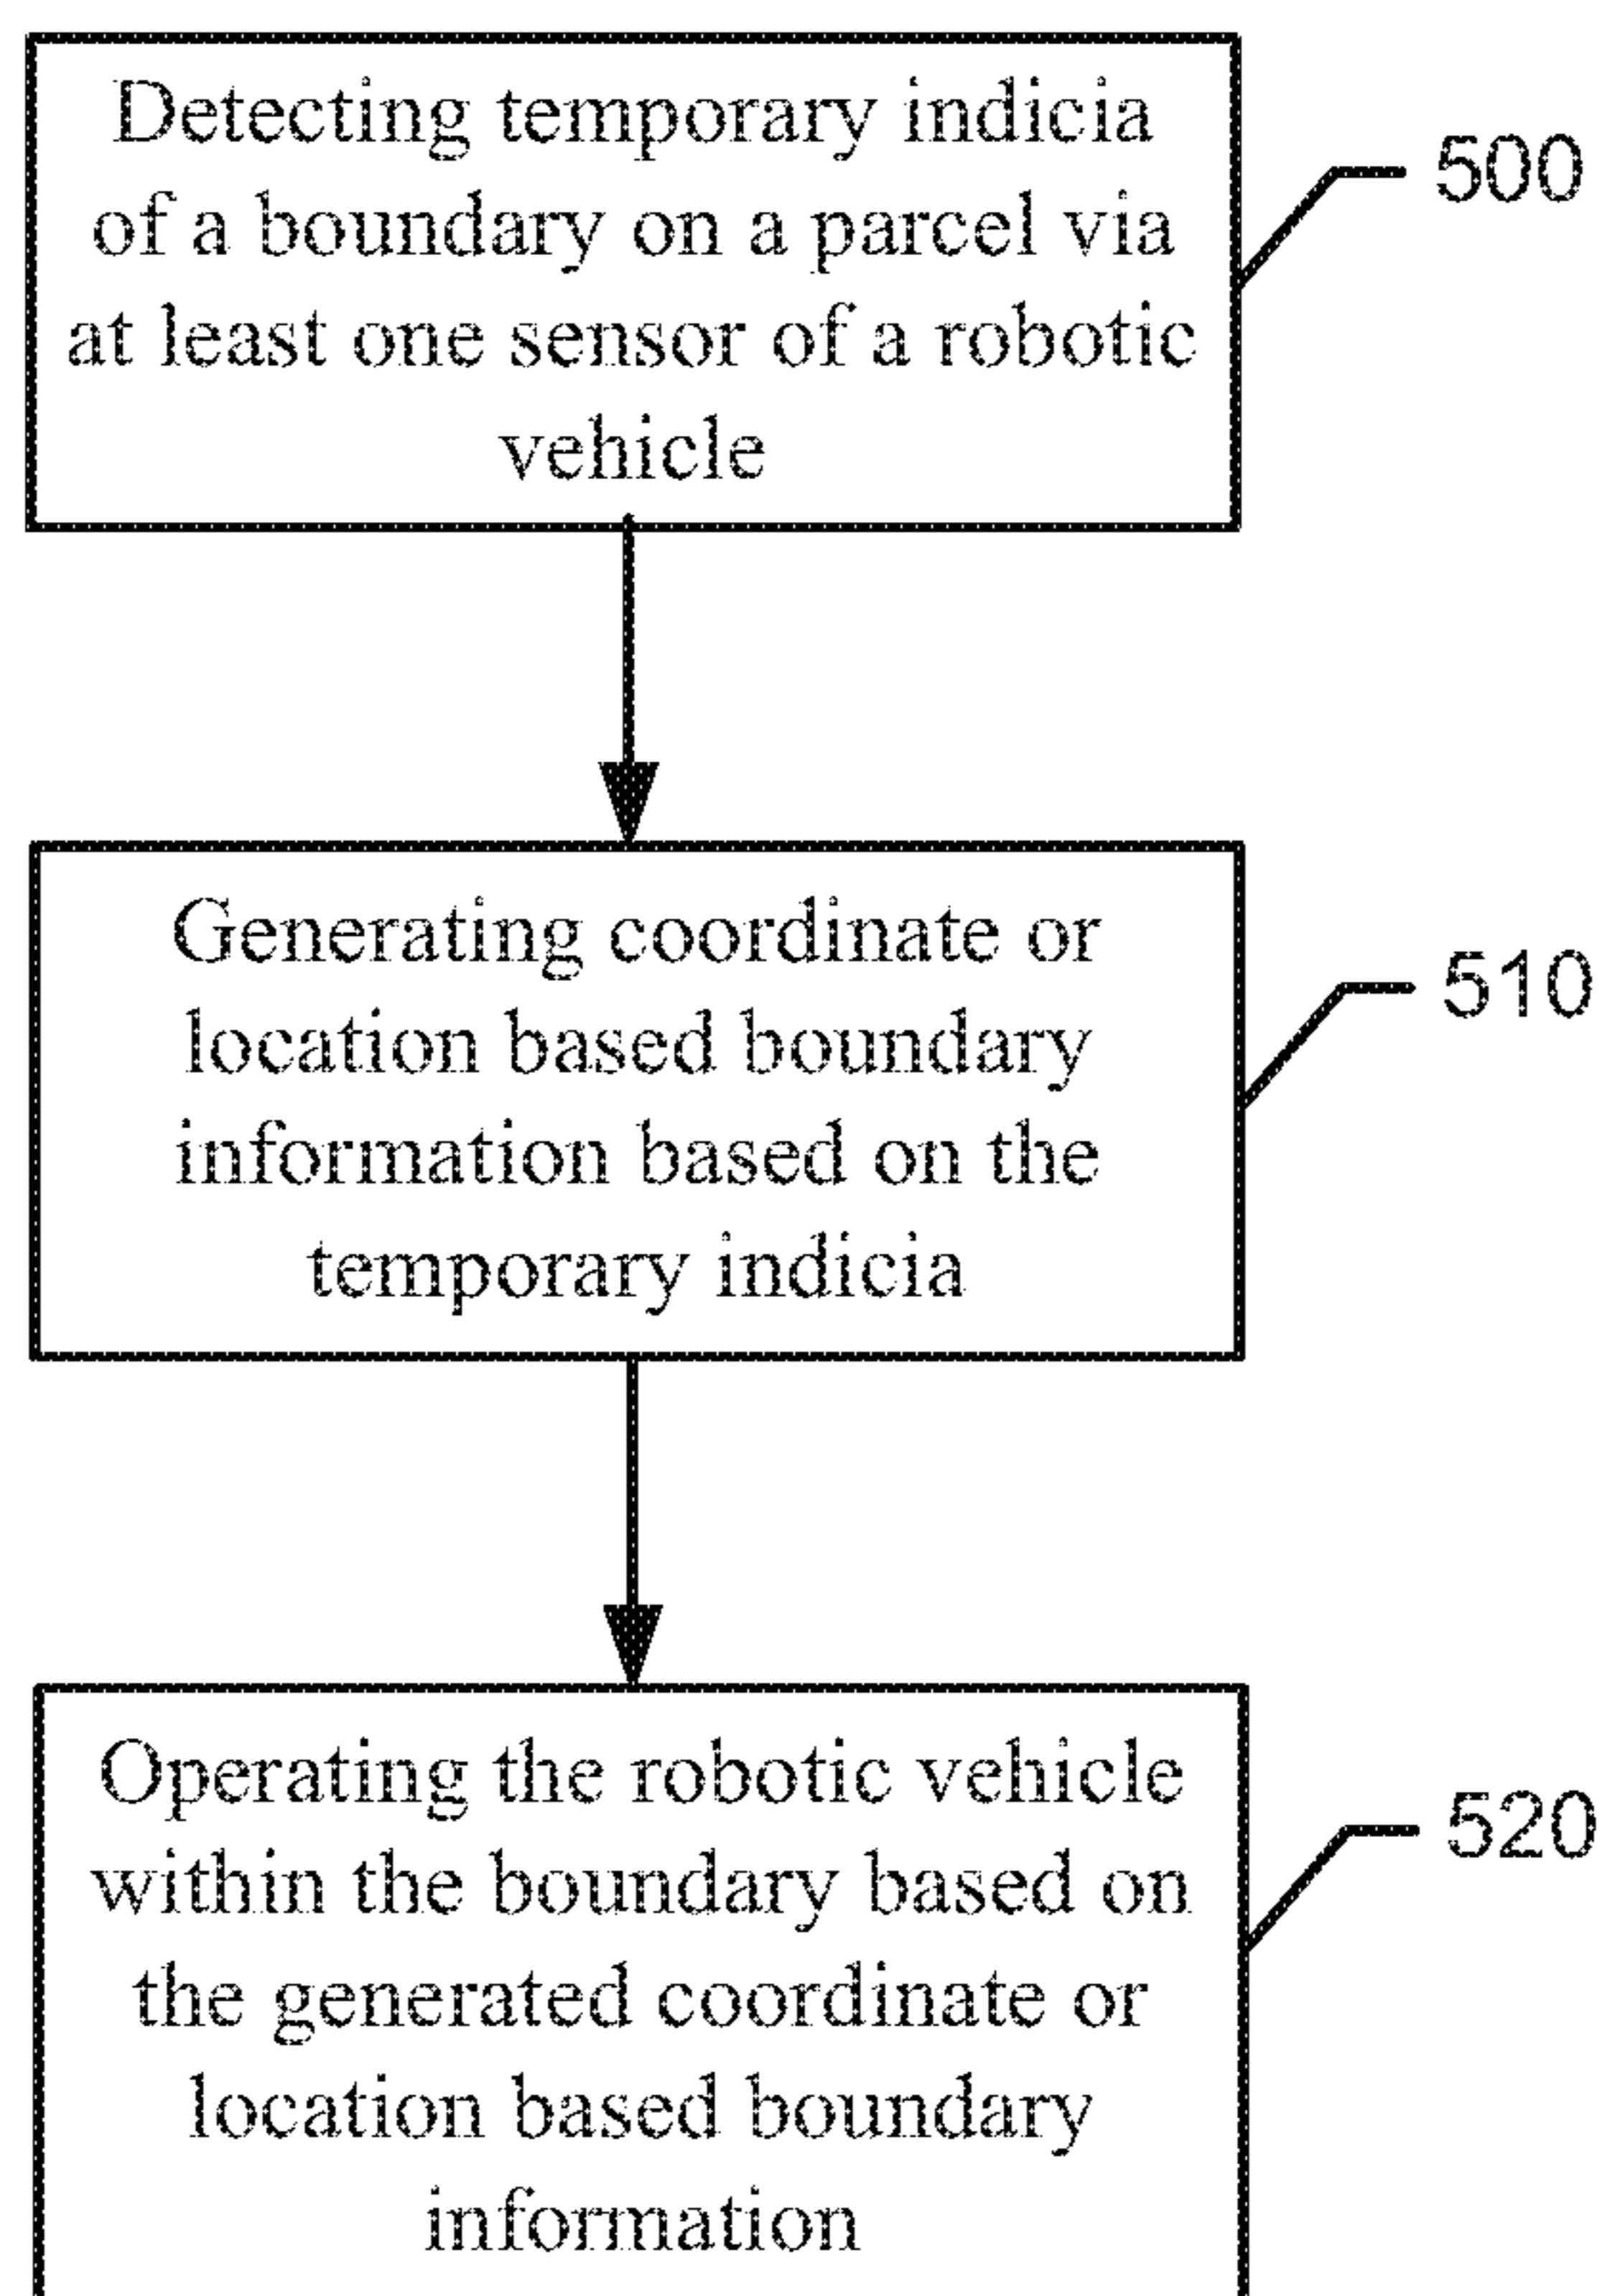 Detecting temporary indicia
of a boundary on a parcel via
at least one sensor of a robotic
vehicle
500
Generating coordinate or
location based boundary
information based on the
temporary indicia
510
Operating the robotic vehicle
within the boundary based on
the generated coordinate or
location based boundary
information
520